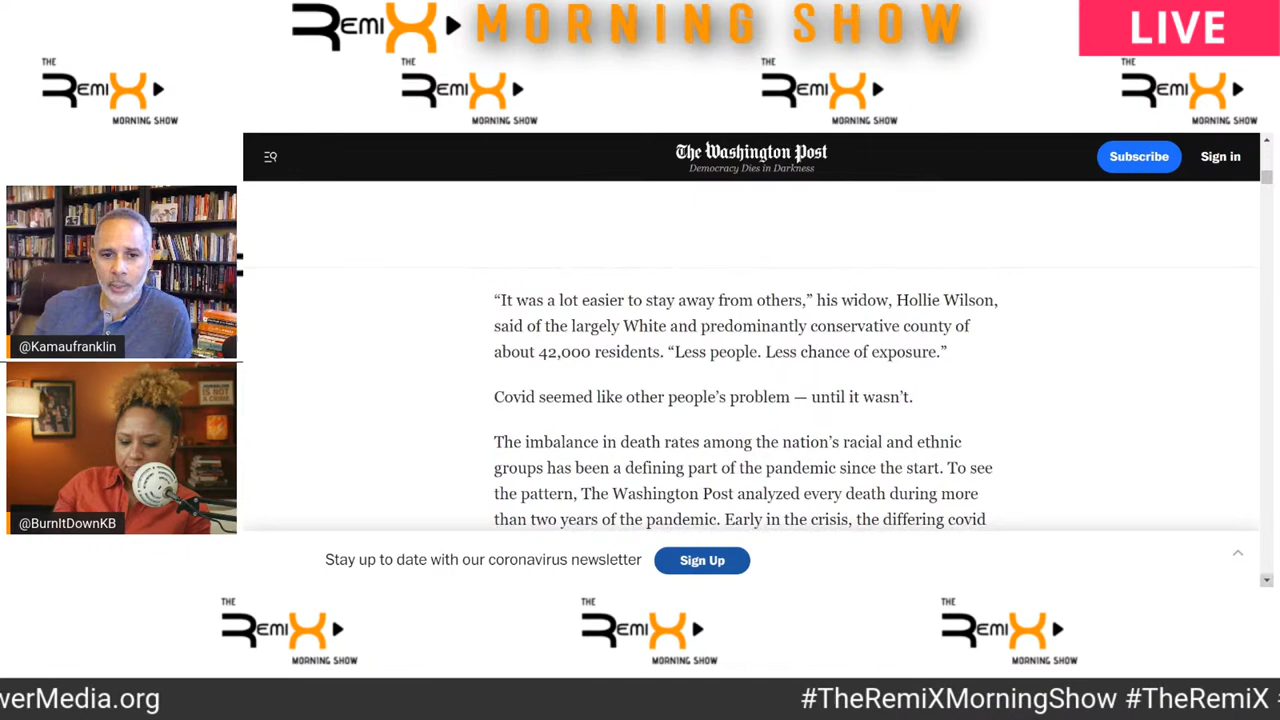 REMIX MORNING SHOW
LIVE
THE
REMIX
MORNING SHOW
THE
REMIX
MORNING SHOW
THE
REMIX
MORNING SHOW
THE
REMIX
MORNING SHOW
The Washington Post
Democracy Dies in Darkness
Subscribe
Sign in
@Kamaufranklin
JOURNALISM
IS NOT
A CRIME
@BurnItDownKB
“It was a lot easier to stay away from others,” his widow, Hollie Wilson,
said of the largely White and predominantly conservative county of
about 42,000 residents. “Less people. Less chance of exposure.”
Covid seemed like other people’s problem — until it wasn’t.
The imbalance in death rates among the nation’s racial and ethnic
groups has been a defining part of the pandemic since the start. To see
the pattern, The Washington Post analyzed every death during more
than two years of the pandemic. Early in the crisis, the differing covid
Stay up to date with our coronavirus newsletter
Sign Up
THE
REMIX
MORNING SHOW
THE
REMIX
MORNING SHOW
THE
REMIX
MORNING SHOW
werMedia.org
#TheRemiXMorningShow #TheRemiX